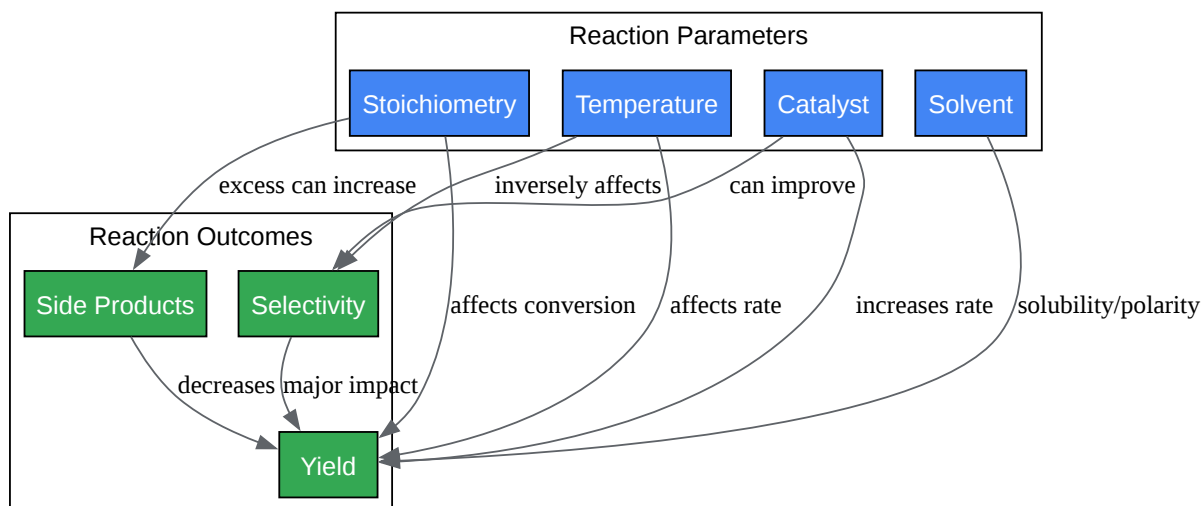 Reaction Parameters
Stoichiometry
Temperature
Catalyst
Solvent
excess can increase
inversely affects
can improve
Reaction Outcomes
Side Products
Selectivity
affects conversion
affects rate
increases rate
solubility/polarity
decreases
major impact
Yield